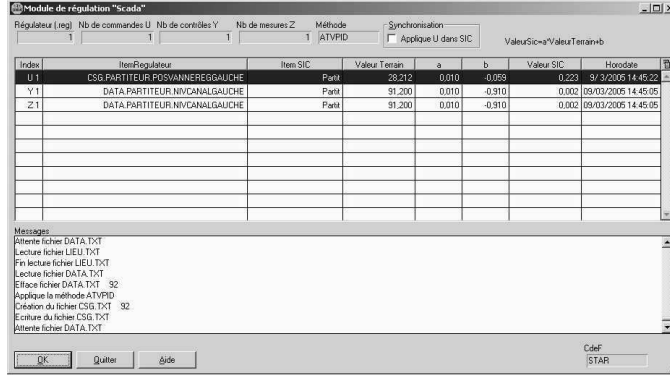 Module de régulation "Scada"
Régulateur (.reg) Nb de commandes U Nb de contrôles Y Nb de mesures Z Méthode Synchronisation
1 1 1 1 ATVPID Applique U dans SIC ValeurSic=a*ValeurTerrain+b
Index ItemRegulateur Item SIC Valeur Terrain a b Valeur SIC Horodate
U 1 CSG.PARTITEUR.POSVANNEREGGAUCHE Partit 28,212 0,010 -0,059 0,223 9/ 3/2005 14:45:22
Y 1 DATA.PARTITEUR.NIVCANALGAUCHE Partit 91,200 0,010 -0,910 0,002 09/03/2005 14:45:05
Z 1 DATA.PARTITEUR.NIVCANALGAUCHE Partit 91,200 0,010 -0,910 0,002 09/03/2005 14:45:05
Messages
Attente fichier DATA.TXT
Lecture fichier LIEU.TXT
Fin lecture fichier LIEU.TXT
Lecture fichier DATA.TXT
Efface fichier DATA.TXT 92
Applique la méthode ATVPID
Création du fichier CSG.TXT 92
Ecriture du fichier CSG.TXT
Attente fichier DATA.TXT
OK Quitter Aide
CdeF
STAR